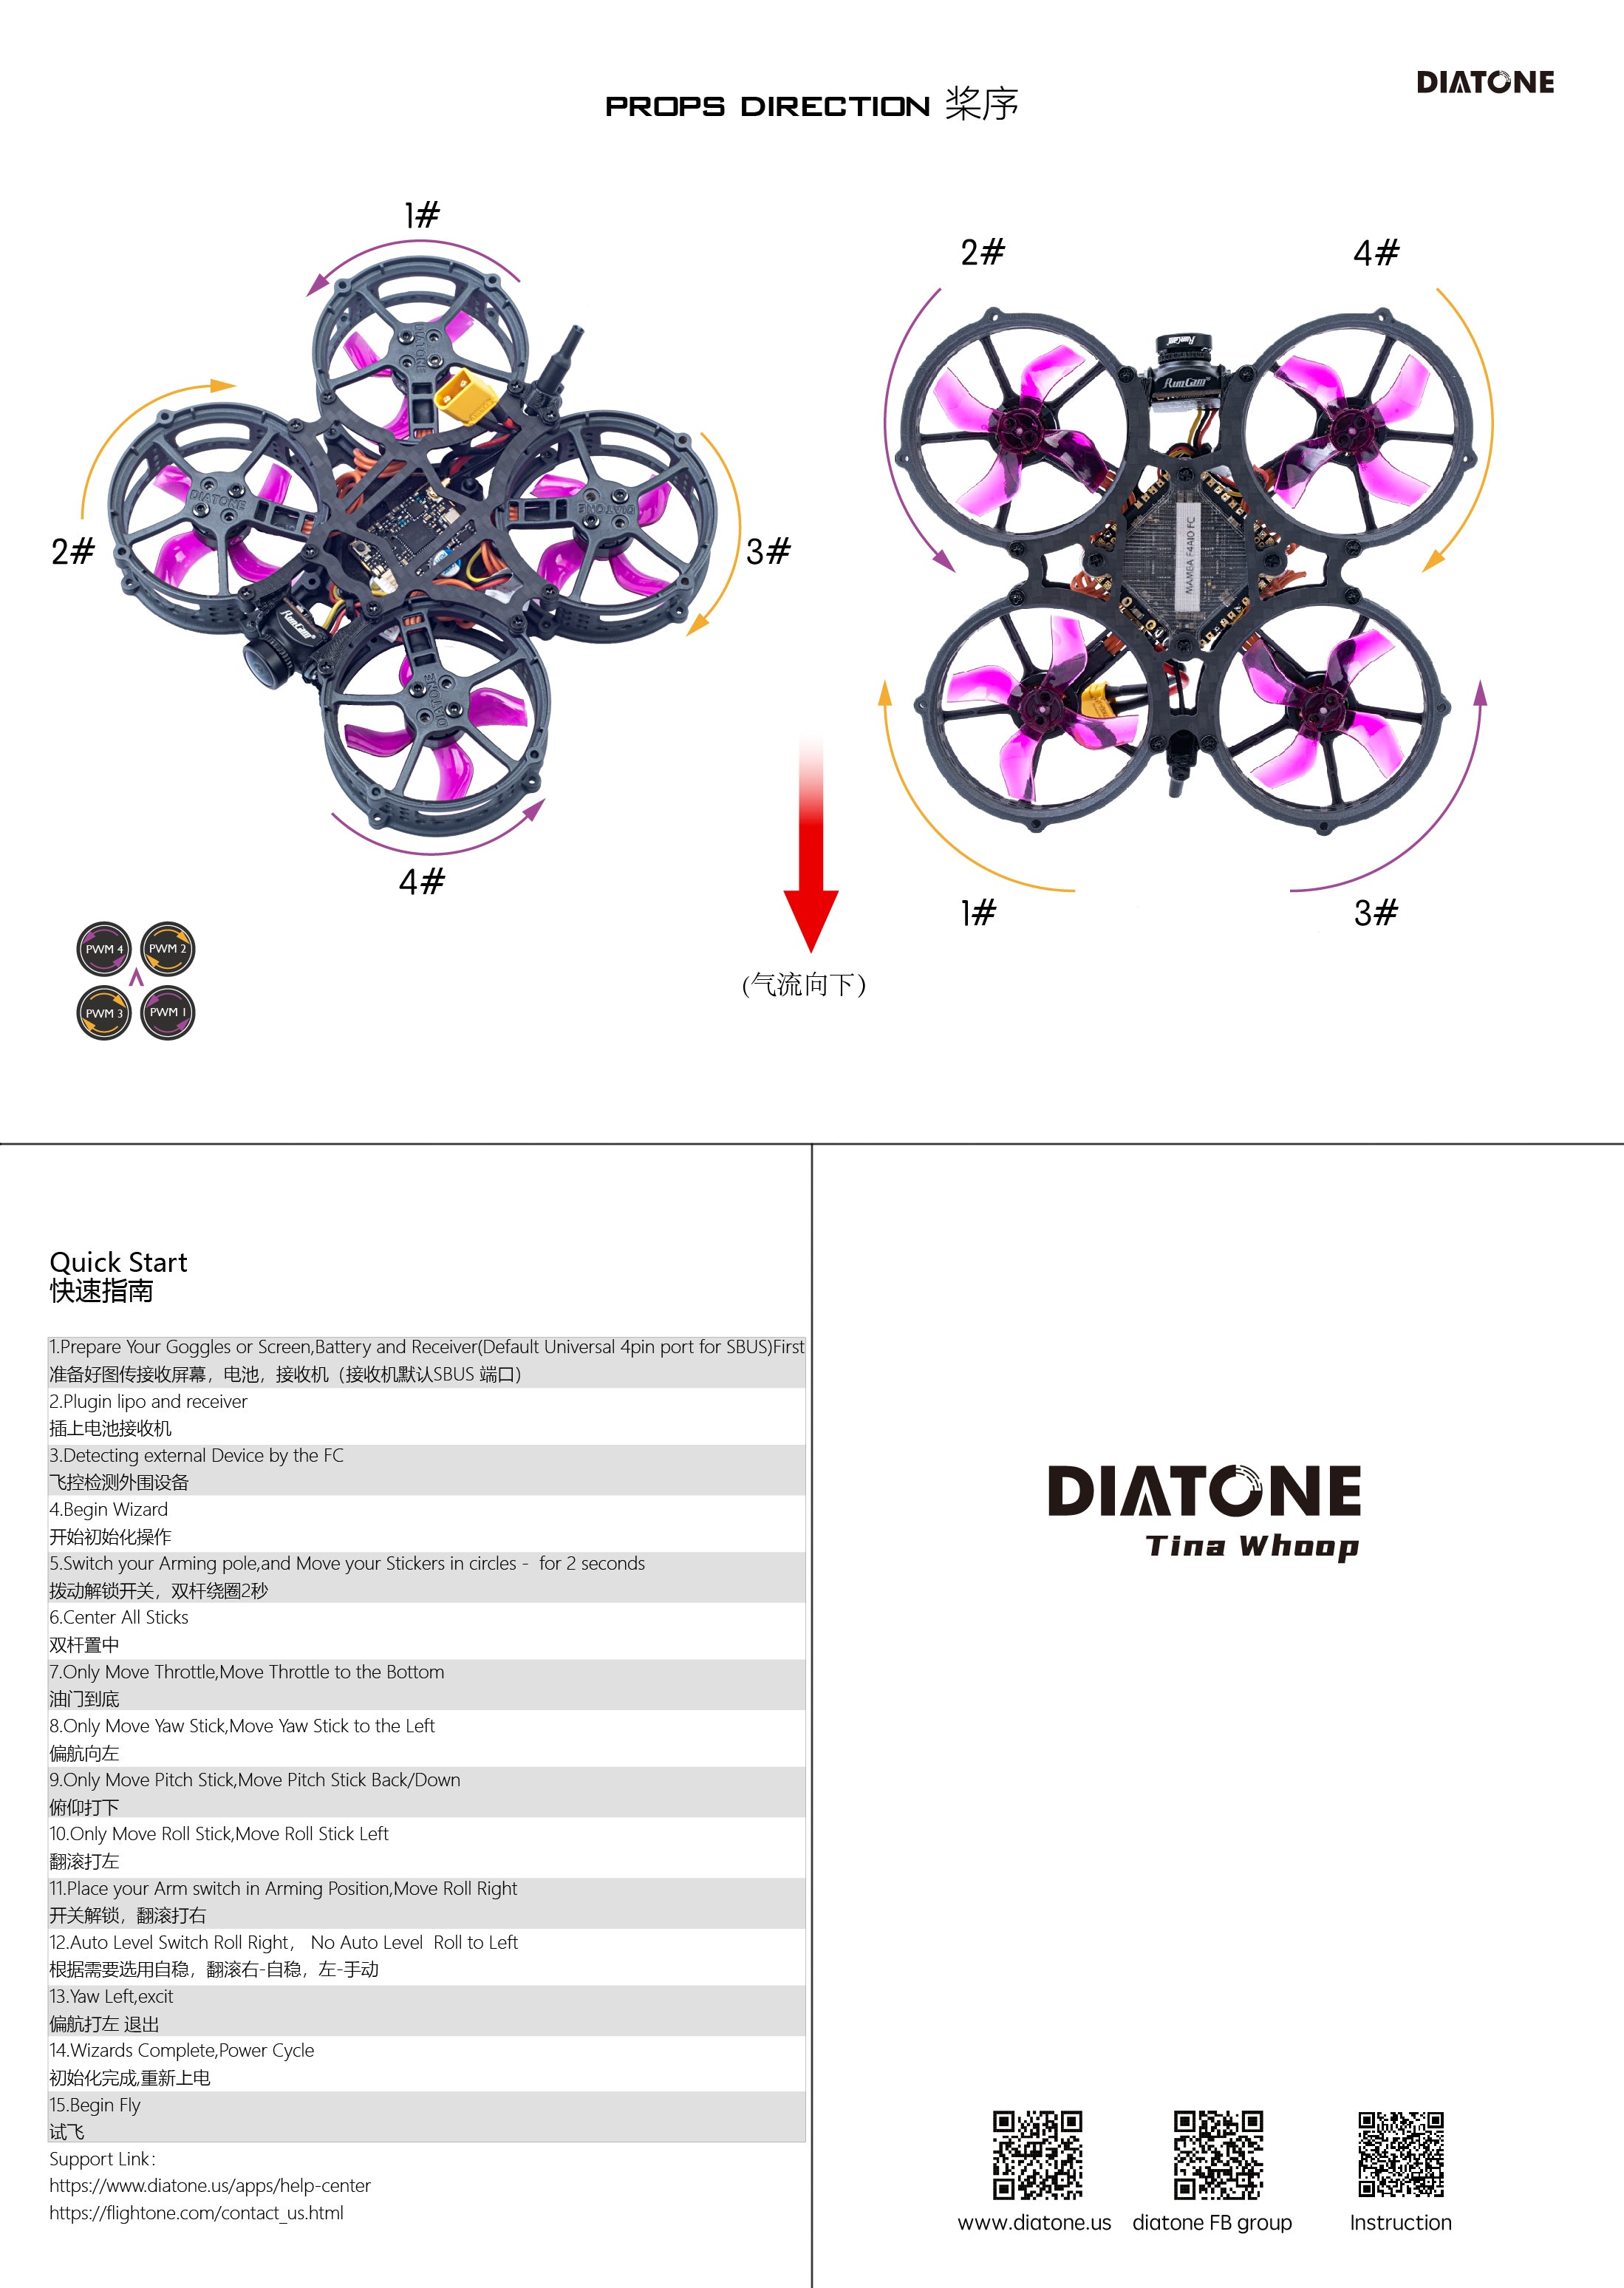 DIATONE
PROPS DIRECTION 桨序
1#
2#
3#
4#
DIATONE
DIATONE
DIATONE
DIATONE
RunCam
2#
4#
RunCam
RunCam
MAMBA F4AIO FC
1#
3#
(气流向下)
PWM 4
PWM 2
PWM 3
PWM 1
Quick Start
快速指南
1.Prepare Your Goggles or Screen,Battery and Receiver(Default Universal 4pin port for SBUS)First
准备好图传接收屏幕，电池，接收机（接收机默认SBUS 端口）
2.Plugin lipo and receiver
插上电池接收机
3.Detecting external Device by the FC
飞控检测外围设备
4.Begin Wizard
开始初始化操作
5.Switch your Arming pole,and Move your Stickers in circles - for 2 seconds
拨动解锁开关，双杆绕圈2秒
6.Center All Sticks
双杆置中
7.Only Move Throttle,Move Throttle to the Bottom
油门到底
8.Only Move Yaw Stick,Move Yaw Stick to the Left
偏航向左
9.Only Move Pitch Stick,Move Pitch Stick Back/Down
俯仰打下
10.Only Move Roll Stick,Move Roll Stick Left
翻滚打左
11.Place your Arm switch in Arming Position,Move Roll Right
开关解锁，翻滚打右
12.Auto Level Switch Roll Right， No Auto Level Roll to Left
根据需要选用自稳，翻滚右-自稳，左-手动
13.Yaw Left,excit
偏航打左 退出
14.Wizards Complete,Power Cycle
初始化完成,重新上电
15.Begin Fly
试飞
Support Link：
https://www.diatone.us/apps/help-center
https://flightone.com/contact_us.html
DIATONE
Tina Whoop
www.diatone.us
diatone FB group
Instruction